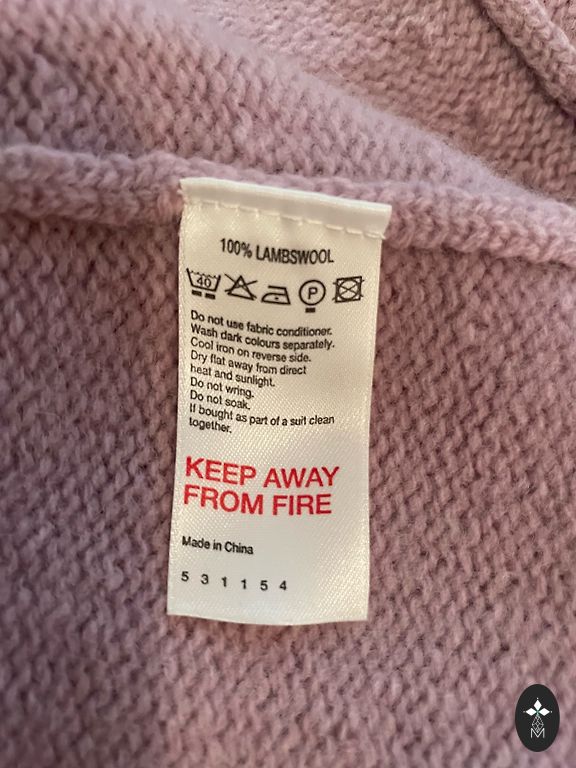 100% LAMBSWOOL
40 P
Do not use fabric conditioner.
Wash dark colours separately.
Cool iron on reverse side.
Dry flat away from direct
heat and sunlight.
Do not wring.
Do not soak.
If bought as part of a suit clean
together.
KEEP AWAY
FROM FIRE
Made in China
5 3 1 1 5 4
M